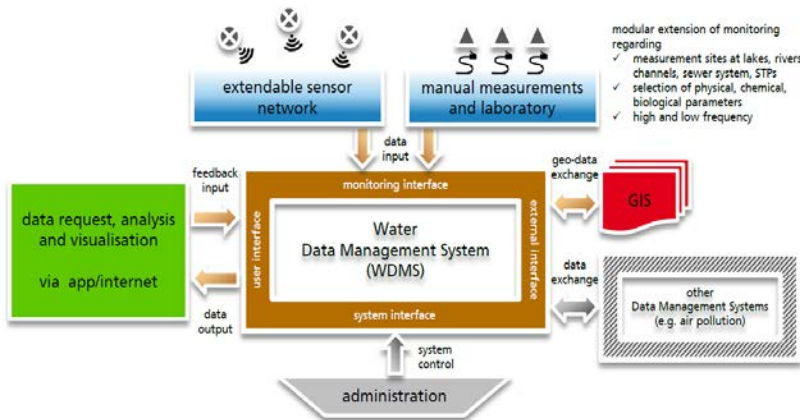 extendable sensor
network
manual measurements
and laboratory
modular extension of monitoring
regarding
✓ measurement sites at lakes, rivers
channels, sewer system, STPs
✓ selection of physical, chemical,
biological parameters
✓ high and low frequency
data
input
feedback
input
data request, analysis
and visualisation
via app/internet
data
output
monitoring interface
user interface
Water
Data Management System
(WDMS)
external interface
system interface
geo-data
exchange
GIS
data
exchange
other
Data Management Systems
(e.g. air pollution)
system
control
administration